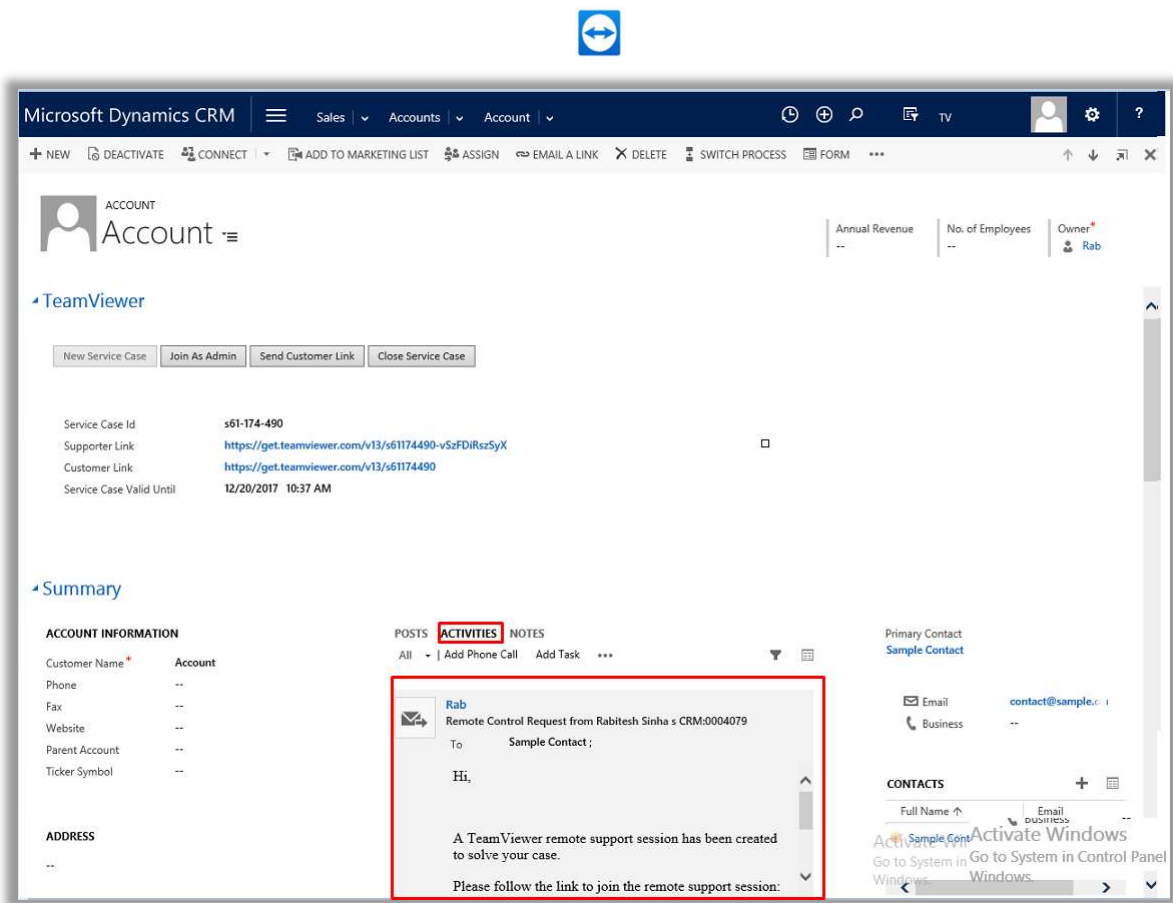 Microsoft Dynamics CRM Sales Accounts Account TV ?
NEW DEACTIVATE CONNECT ADD TO MARKETING LIST ASSIGN EMAIL A LINK DELETE SWITCH PROCESS FORM •••
ACCOUNT
Account
Annual Revenue No. of Employees Owner*
-- -- Rab
TeamViewer
New Service Case Join As Admin Send Customer Link Close Service Case
Service Case Id s61-174-490
Supporter Link https://get.teamviewer.com/v13/s61174490-vSzFDiRszSyX
Customer Link https://get.teamviewer.com/v13/s61174490
Service Case Valid Until 12/20/2017 10:37 AM
Summary
ACCOUNT INFORMATION
Customer Name* Account
Phone --
Fax --
Website --
Parent Account --
Ticker Symbol --
ADDRESS
--
POSTS ACTIVITIES NOTES
All | Add Phone Call Add Task •••
Rab
Remote Control Request from Rabitesh Sinha s CRM:0004079
To Sample Contact ;
Hi,
A TeamViewer remote support session has been created
to solve your case.
Please follow the link to join the remote support session:
Primary Contact
Sample Contact
Email contact@sample.
Business --
CONTACTS
Full Name Email
Business --
Sample Cont
Activate Windows
Go to System in Control Panel
Windows.